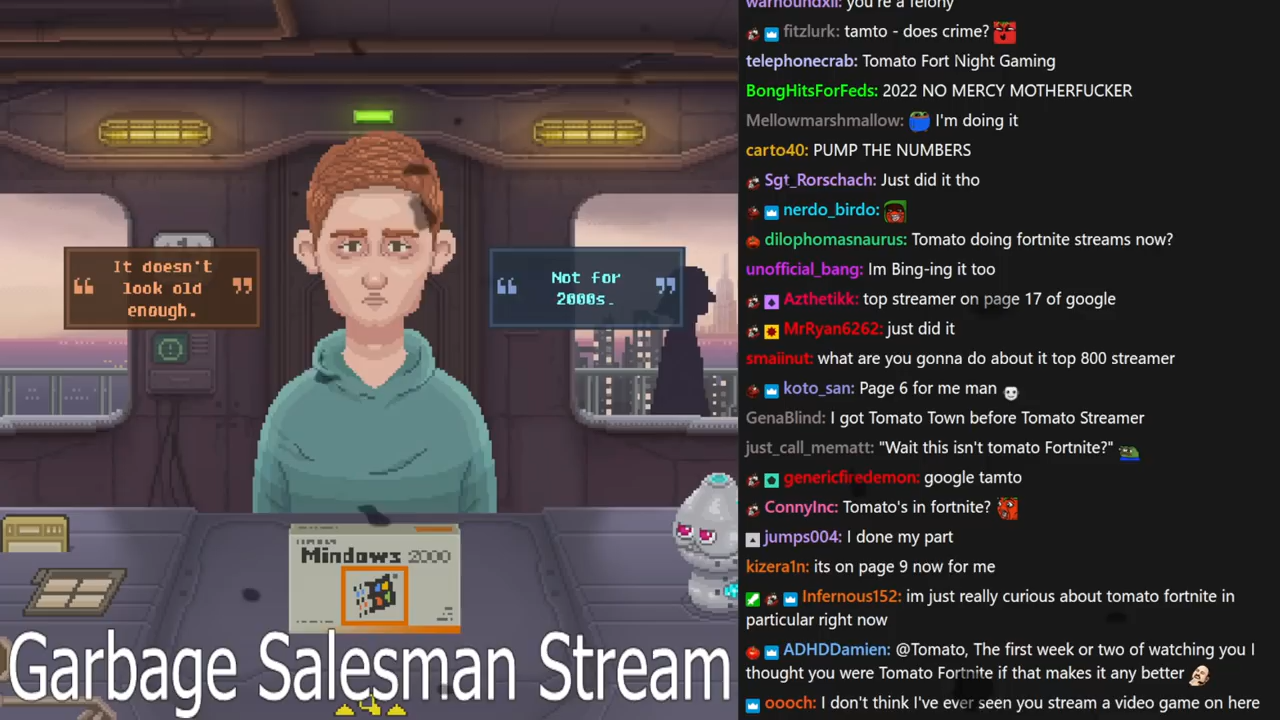 warhoundxii: you're a felony
fitzlurk: tamto - does crime?
telephonecrab: Tomato Fort Night Gaming
BongHitsForFeds: 2022 NO MERCY MOTHERFUCKER
Mellowmarshmallow: I'm doing it
carto40: PUMP THE NUMBERS
Sgt_Rorschach: Just did it tho
nerdo_birdo:
dilophomasnaurus: Tomato doing fortnite streams now?
unofficial_bang: Im Bing-ing it too
Azthetikk: top streamer on page 17 of google
MrRyan6262: just did it
smaiinut: what are you gonna do about it top 800 streamer
koto_san: Page 6 for me man
GenaBlind: I got Tomato Town before Tomato Streamer
just_call_mematt: "Wait this isn't tomato Fortnite?"
genericfiredemon: google tamto
ConnyInc: Tomato's in fortnite?
jumps004: I done my part
kizera1n: its on page 9 now for me
Infernous152: im just really curious about tomato fortnite in
particular right now
ADHDDamien: @Tomato, The first week or two of watching you I
thought you were Tomato Fortnite if that makes it any better
oooch: I don't think I've ever seen you stream a video game on here
“ It doesn't ”
look old
enough.
“ Not for ”
2000s.
Mindows 2000
Garbage Salesman Stream